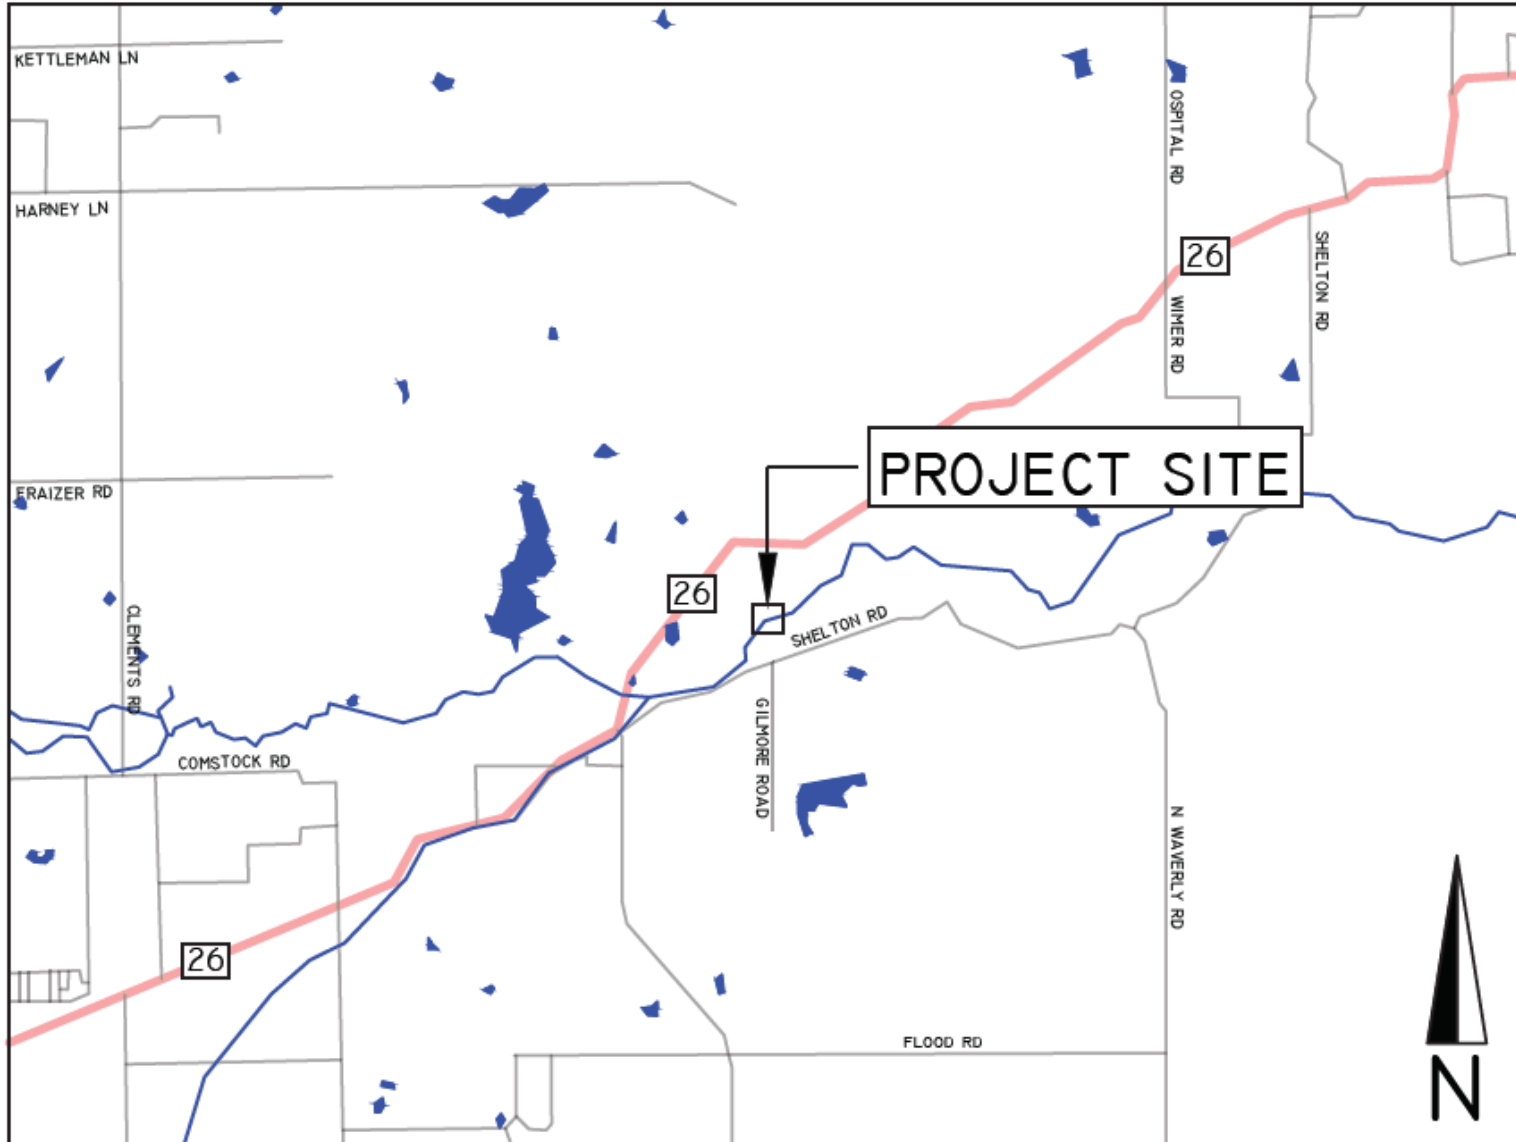 KETTLEMAN LN
OSPITAL RD
HARNEY LN
26
SHELTON RD
WIMER RD
PROJECT SITE
FRAIZER RD
26
CLEMENTS RD
SHELTON RD
GILMORE ROAD
COMSTOCK RD
N WAVERLY RD
26
FLOOD RD
N